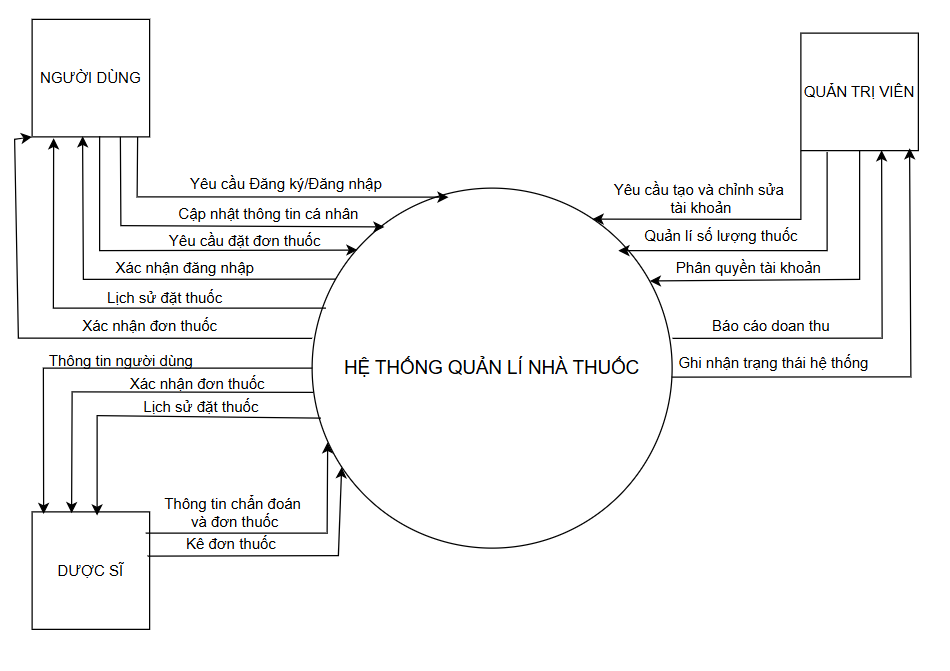 NGƯỜI DÙNG
QUẢN TRỊ VIÊN
Yêu cầu Đăng ký/Đăng nhập
Cập nhật thông tin cá nhân
Yêu cầu đặt đơn thuốc
Xác nhận đăng nhập
Lịch sử đặt thuốc
Xác nhận đơn thuốc
Yêu cầu tạo và chỉnh sửa
tài khoản
Quản lí số lượng thuốc
Phân quyền tài khoản
Báo cáo doan thu
Ghi nhận trạng thái hệ thống
HỆ THỐNG QUẢN LÍ NHÀ THUỐC
Thông tin người dùng
Xác nhận đơn thuốc
Lịch sử đặt thuốc
Thông tin chẩn đoán
và đơn thuốc
Kê đơn thuốc
DƯỢC SĨ